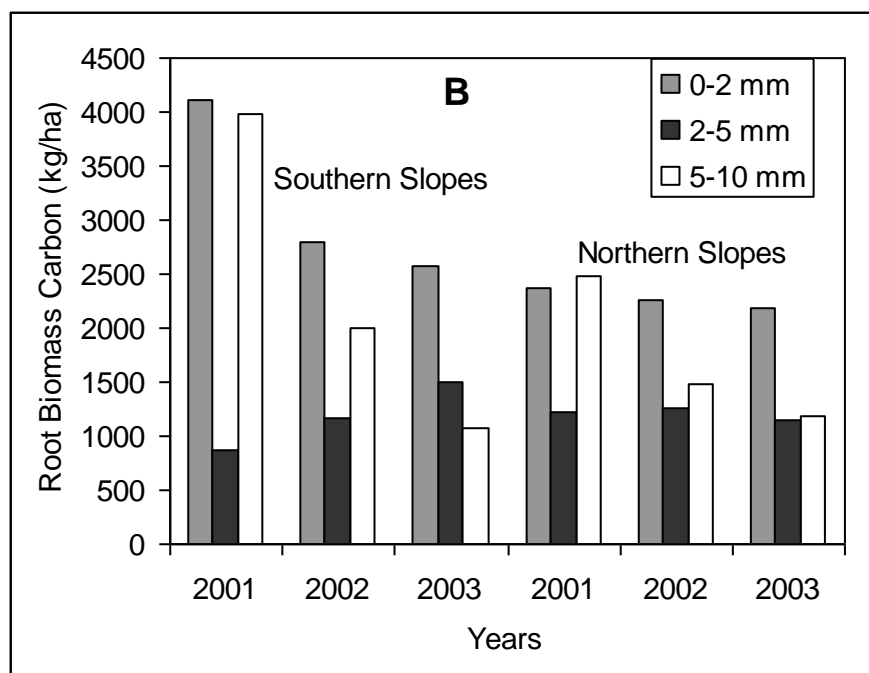 B
0-2 mm
2-5 mm
5-10 mm
Southern Slopes
Northern Slopes
Root Biomass Carbon (kg/ha)
4500
4000
3500
3000
2500
2000
1500
1000
500
0
2001 2002 2003 2001 2002 2003
Years